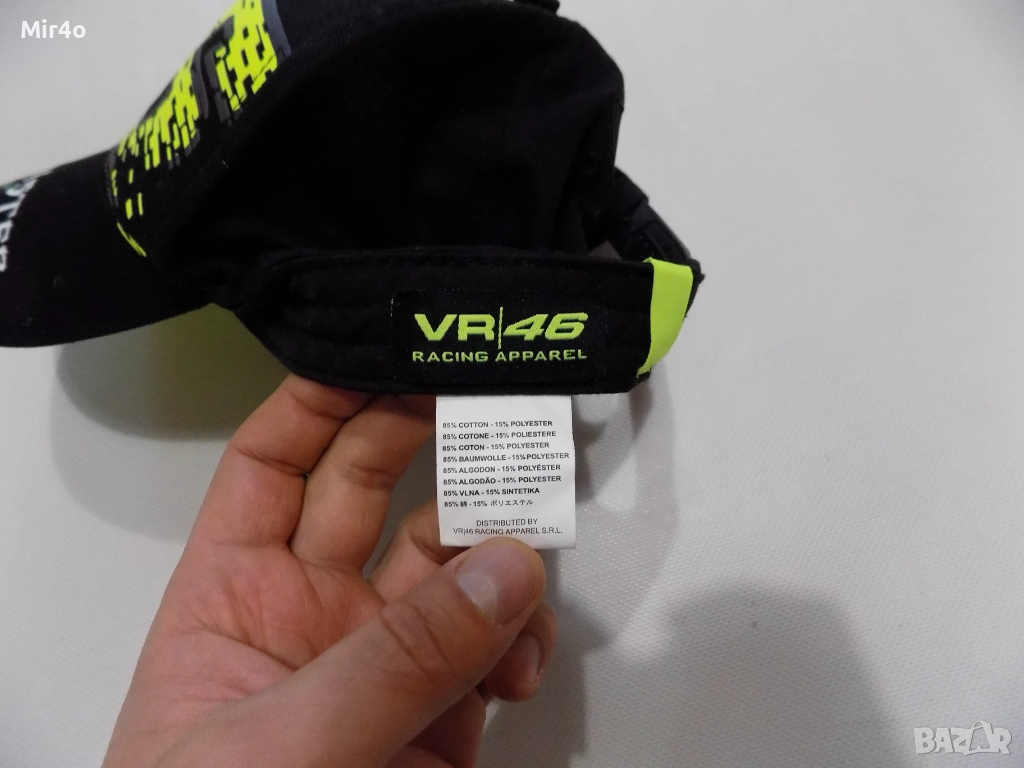 Mir4o
VR|46
RACING APPAREL
85% COTTON - 15% POLYESTER
85% COTONE - 15% POLIESTERE
85% COTON - 15% POLYESTER
85% BAUMWOLLE - 15%POLYESTER
85% ALGODON - 15% POLYÉSTER
85% ALGODÃO - 15% POLYESTER
85% VLNA - 15% SINTETIKA
85% 綿 - 15% ポリエステル
DISTRIBUTED BY
VR|46 RACING APPAREL S.R.L.
BAZAR